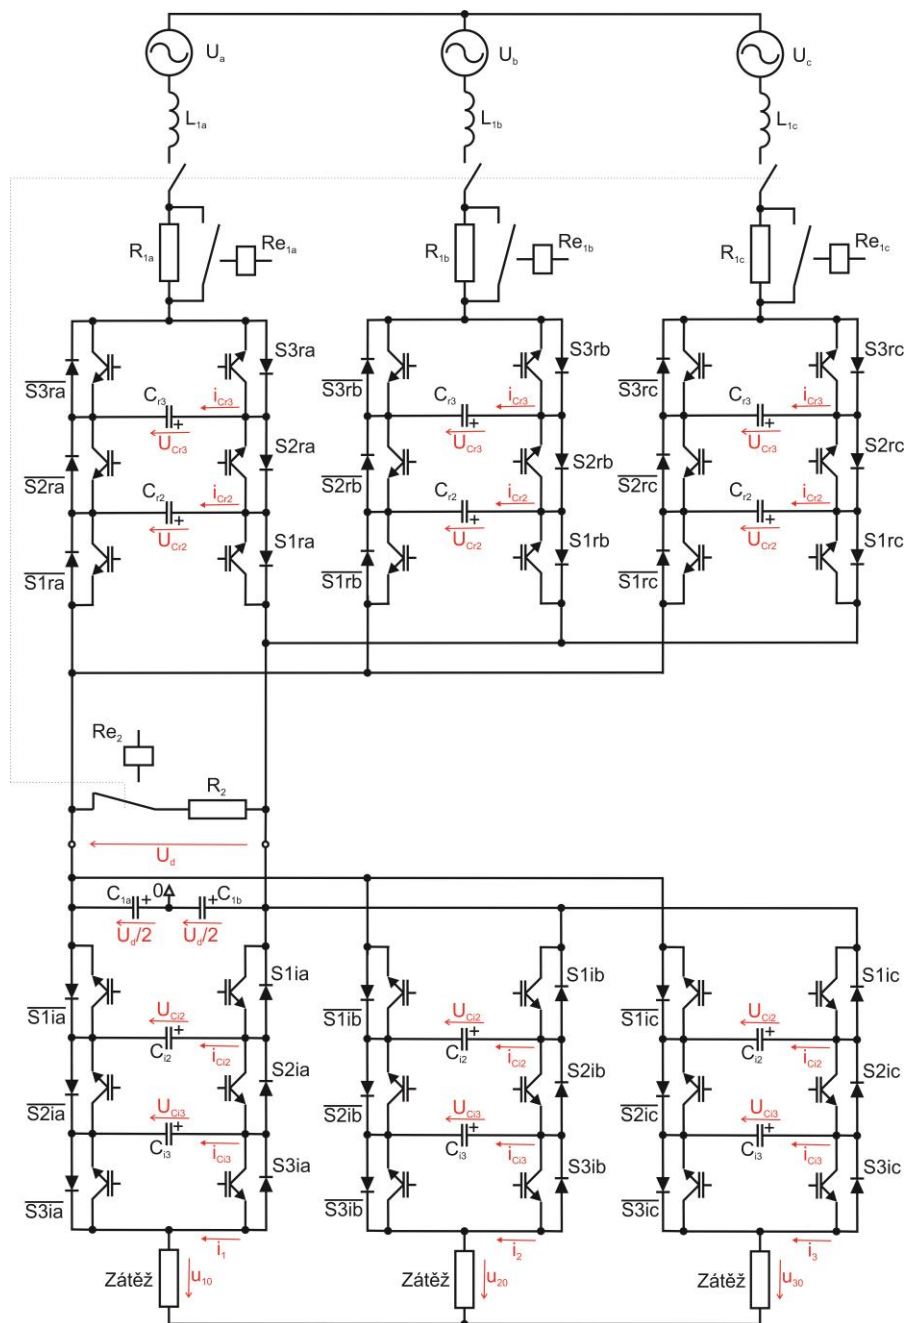 Ua
Ub
Uc
L1a
L1b
L1c
R1a
Re1a
R1b
Re1b
R1c
Re1c
S3ra
S3ra
Cr3
+
iCr3
UCr3
S2ra
S2ra
Cr2
+
iCr2
UCr2
S1ra
S1ra
S3rb
S3rb
Cr3
+
iCr3
UCr3
S2rb
S2rb
Cr2
+
iCr2
UCr2
S1rb
S1rb
S3rc
S3rc
Cr3
+
iCr3
UCr3
S2rc
S2rc
Cr2
+
iCr2
UCr2
S1rc
S1rc
Re2
R2
Ud
C1a
+
0
+
C1b
Ud/2
Ud/2
S1ia
S1ia
UCi2
+
Ci2
iCi2
S2ia
S2ia
UCi3
+
Ci3
iCi3
S3ia
S3ia
i1
Zátěž
u10
S1ib
S1ib
UCi2
+
Ci2
iCi2
S2ib
S2ib
UCi3
+
Ci3
iCi3
S3ib
S3ib
i2
Zátěž
u20
S1ic
S1ic
UCi2
+
Ci2
iCi2
S2ic
S2ic
UCi3
+
Ci3
iCi3
S3ic
S3ic
i3
Zátěž
u30